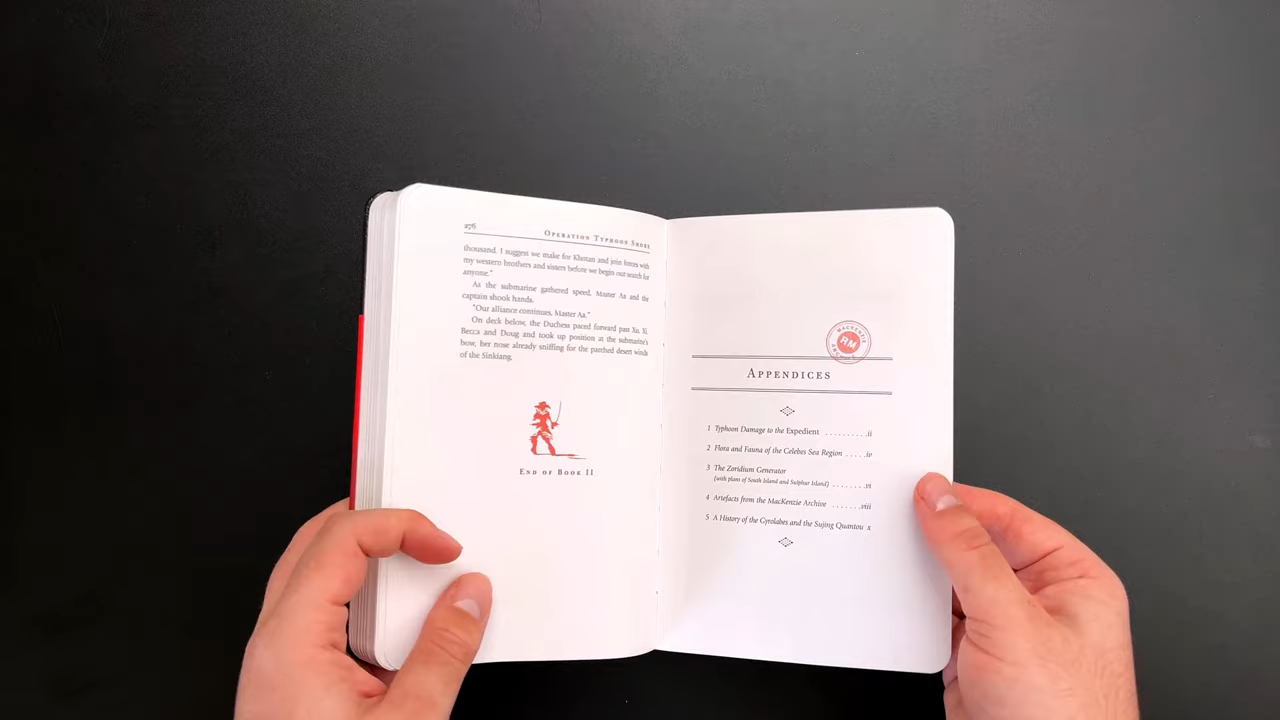 276
OPERATION TYPHOON SHORE
thousand. I suggest we make for Khotan and join forces with
my western brothers and sisters before we begin our search for
anyone."
As the submarine gathered speed, Master Aa and the
captain shook hands.
"Our alliance continues, Master Aa."
On deck below, the Duchess paced forward past Xu, Xi,
Becca and Doug and took up position at the submarine's
bow, her nose already sniffing for the parched desert winds
of the Sinkiang.
END OF BOOK II
MACKENZIE
RM
APPENDICES
1 Typhoon Damage to the Expedient ..........ii
2 Flora and Fauna of the Celebes Sea Region .....iv
3 The Zoridium Generator
(with plans of South Island and Sulphur Island) ........vi
4 Artefacts from the MacKenzie Archive .......viii
5 A History of the Gyrolabes and the Sujing Quantou x